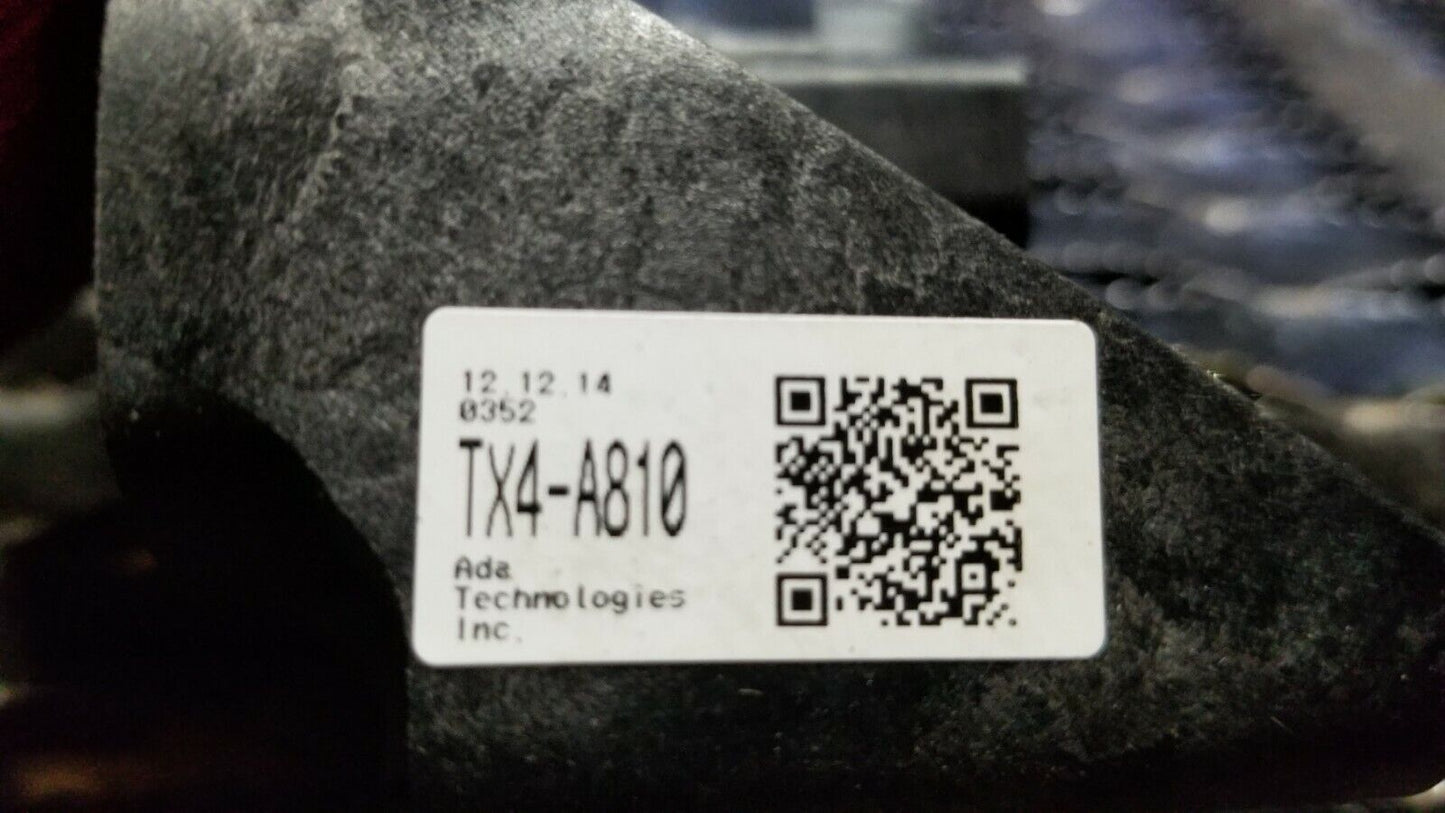 12.12.14
0352
TX4-A810
Ada
Technologies
Inc.